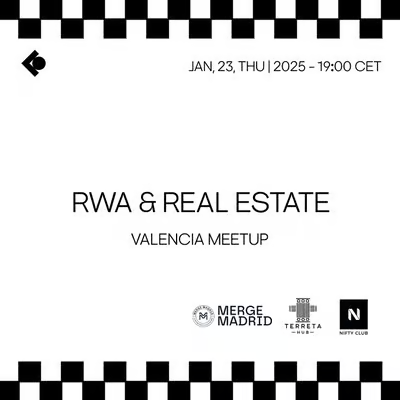 JAN, 23, THU | 2025 - 19:00 CET
RWA & REAL ESTATE
VALENCIA MEETUP
MERGE
MADRID
TERRETA
HUB
N
NIFTY CLUB